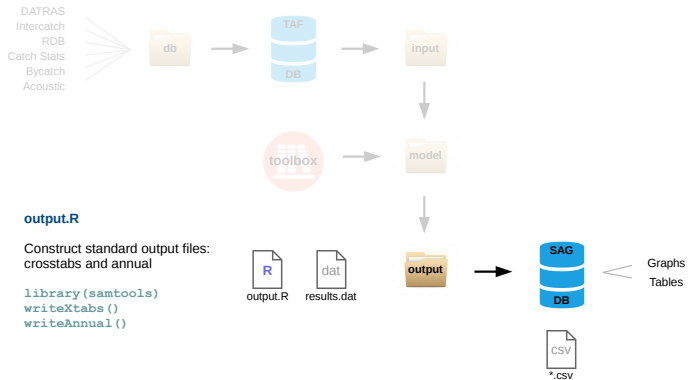 DATRAS
Intercatch
RDB
Catch Stats
Bycatch
Acoustic
db
TAF
DB
input
toolbox
model
output.R
Construct standard output files:
crosstabs and annual
library(samtools)
writeXtabs()
writeAnnual()
R
output.R
dat
results.dat
output
SAG
DB
Graphs
Tables
CSV
*.csv